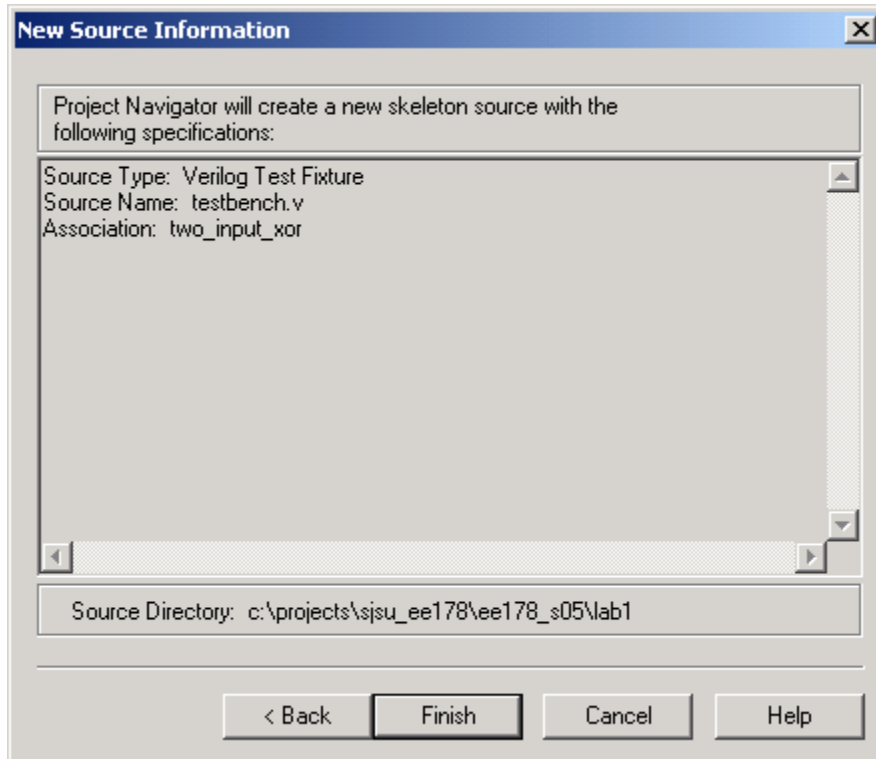 New Source Information
Project Navigator will create a new skeleton source with the
following specifications:
Source Type:  Verilog Test Fixture
Source Name:  testbench.v
Association:  two_input_xor
Source Directory:  c:\projects\sjsu_ee178\ee178_s05\lab1
< Back
Finish
Cancel
Help